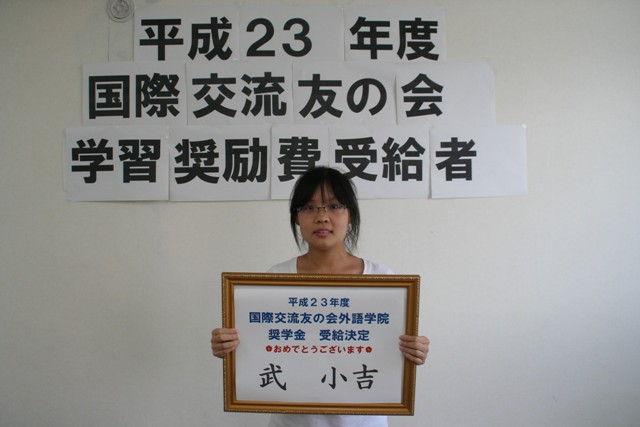 平成２３ 年度
国際交流友の会
学習奨励費受給者
平成２３年度
国際交流友の会外語学院
奨学金　受給決定
おめでとうございます
武　小吉